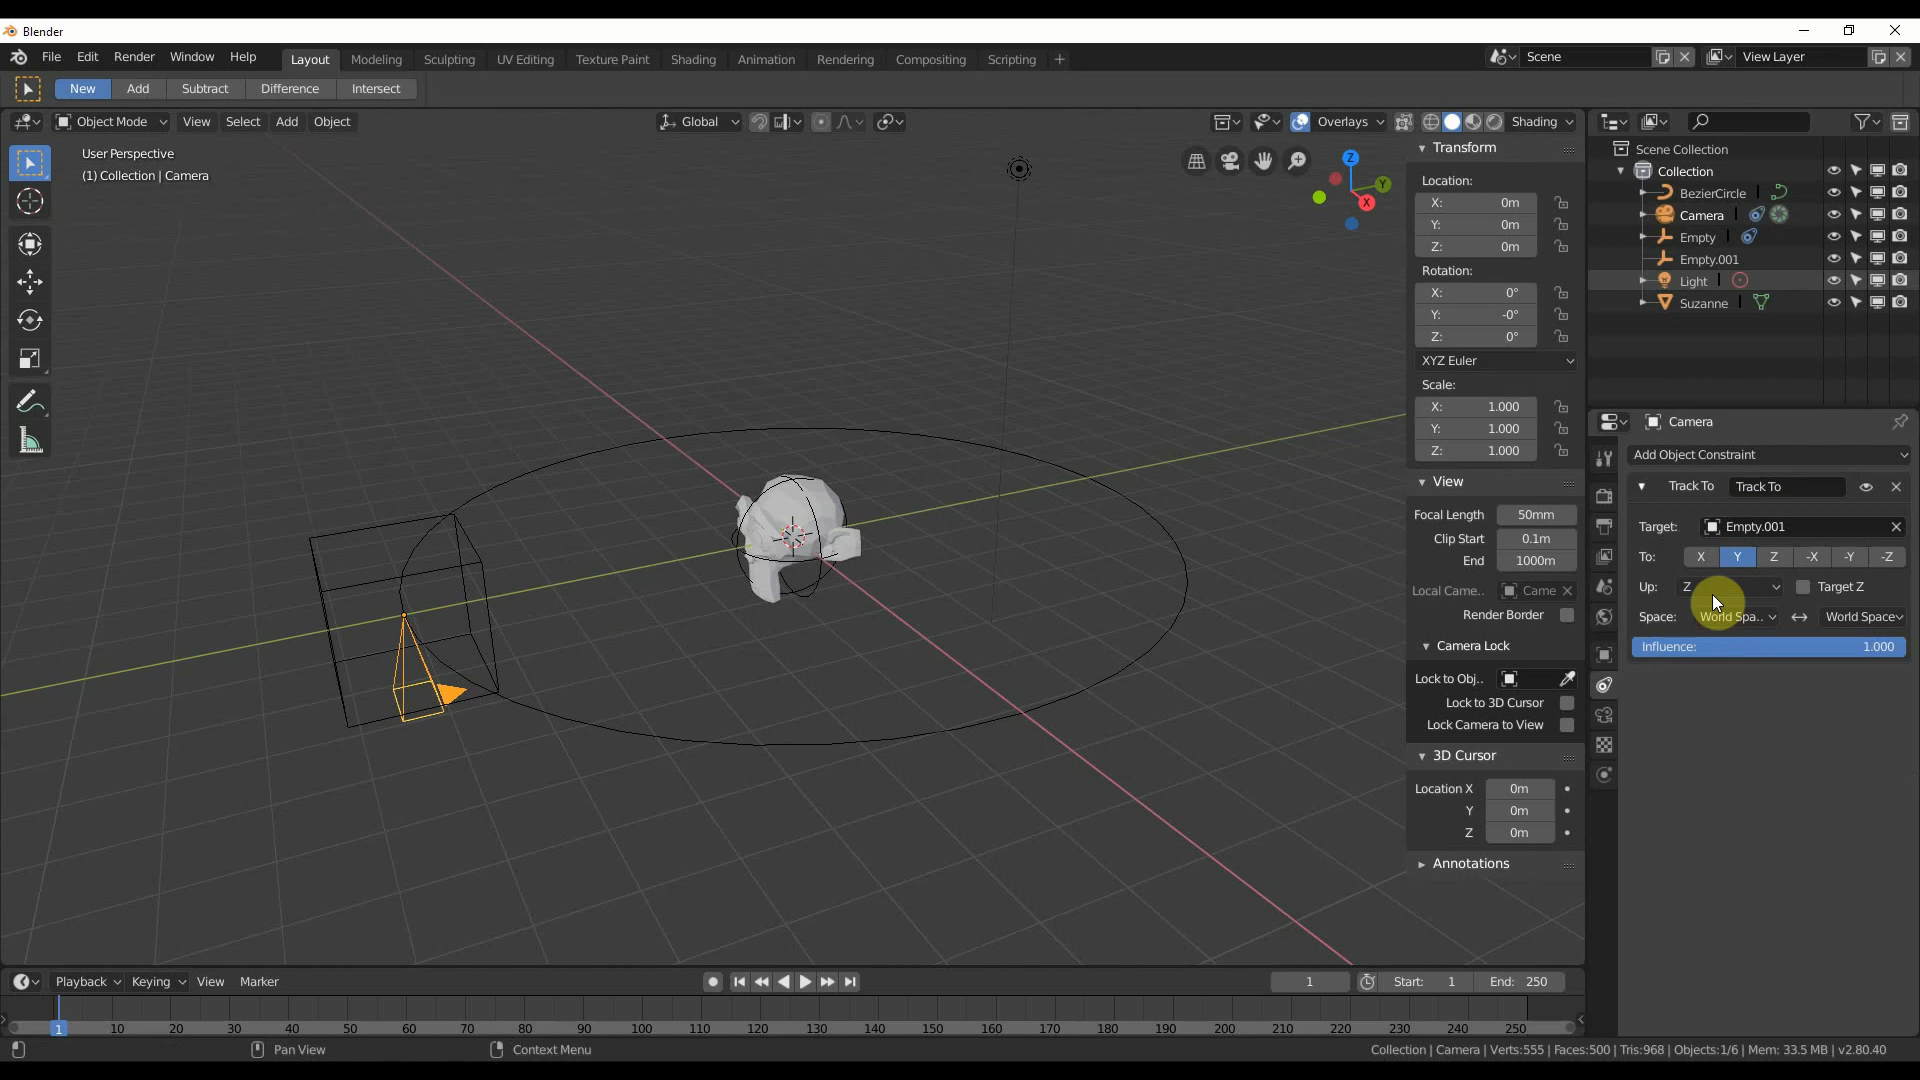 Blender
File Edit Render Window Help Layout Modeling Sculpting UV Editing Texture Paint Shading Animation Rendering Compositing Scripting + Scene View Layer
New Add Subtract Difference Intersect
Object Mode View Select Add Object Global Overlays Shading
User Perspective
(1) Collection | Camera
Z
Y
X
Transform
Location:
X: 0m
Y: 0m
Z: 0m
Rotation:
X: 0°
Y: -0°
Z: 0°
XYZ Euler
Scale:
X: 1.000
Y: 1.000
Z: 1.000
View
Focal Length 50mm
Clip Start 0.1m
End 1000m
Local Came.. Came
Render Border
Camera Lock
Lock to Obj..
Lock to 3D Cursor
Lock Camera to View
3D Cursor
Location X 0m
Y 0m
Z 0m
Annotations
Scene Collection
Collection
BezierCircle
Camera
Empty
Empty.001
Light
Suzanne
Camera
Add Object Constraint
Track To Track To
Target: Empty.001
To: X Y Z -X -Y -Z
Up: Z Target Z
Space: World Spa.. World Space
Influence: 1.000
Playback Keying View Marker 1 Start: 1 End: 250
1 10 20 30 40 50 60 70 80 90 100 110 120 130 140 150 160 170 180 190 200 210 220 230 240 250
Pan View Context Menu Collection | Camera | Verts:555 | Faces:500 | Tris:968 | Objects:1/6 | Mem: 33.5 MB | v2.80.40